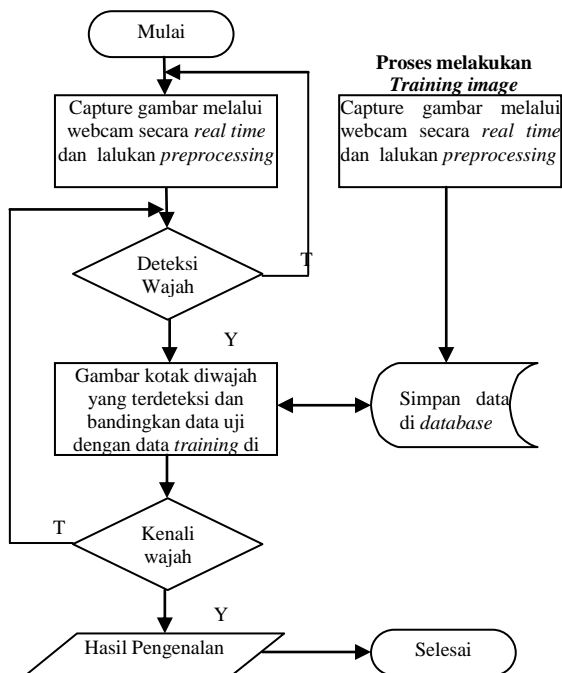 Mulai
Capture gambar melalui
webcam secara real time
dan lalukan preprocessing
Deteksi
Wajah
T
Y
Gambar kotak diwajah
yang terdeteksi dan
bandingkan data uji
dengan data training di
Kenali
wajah
T
Y
Hasil Pengenalan
Selesai
Proses melakukan
Training image
Capture gambar melalui
webcam secara real time
dan lalukan preprocessing
Simpan data
di database